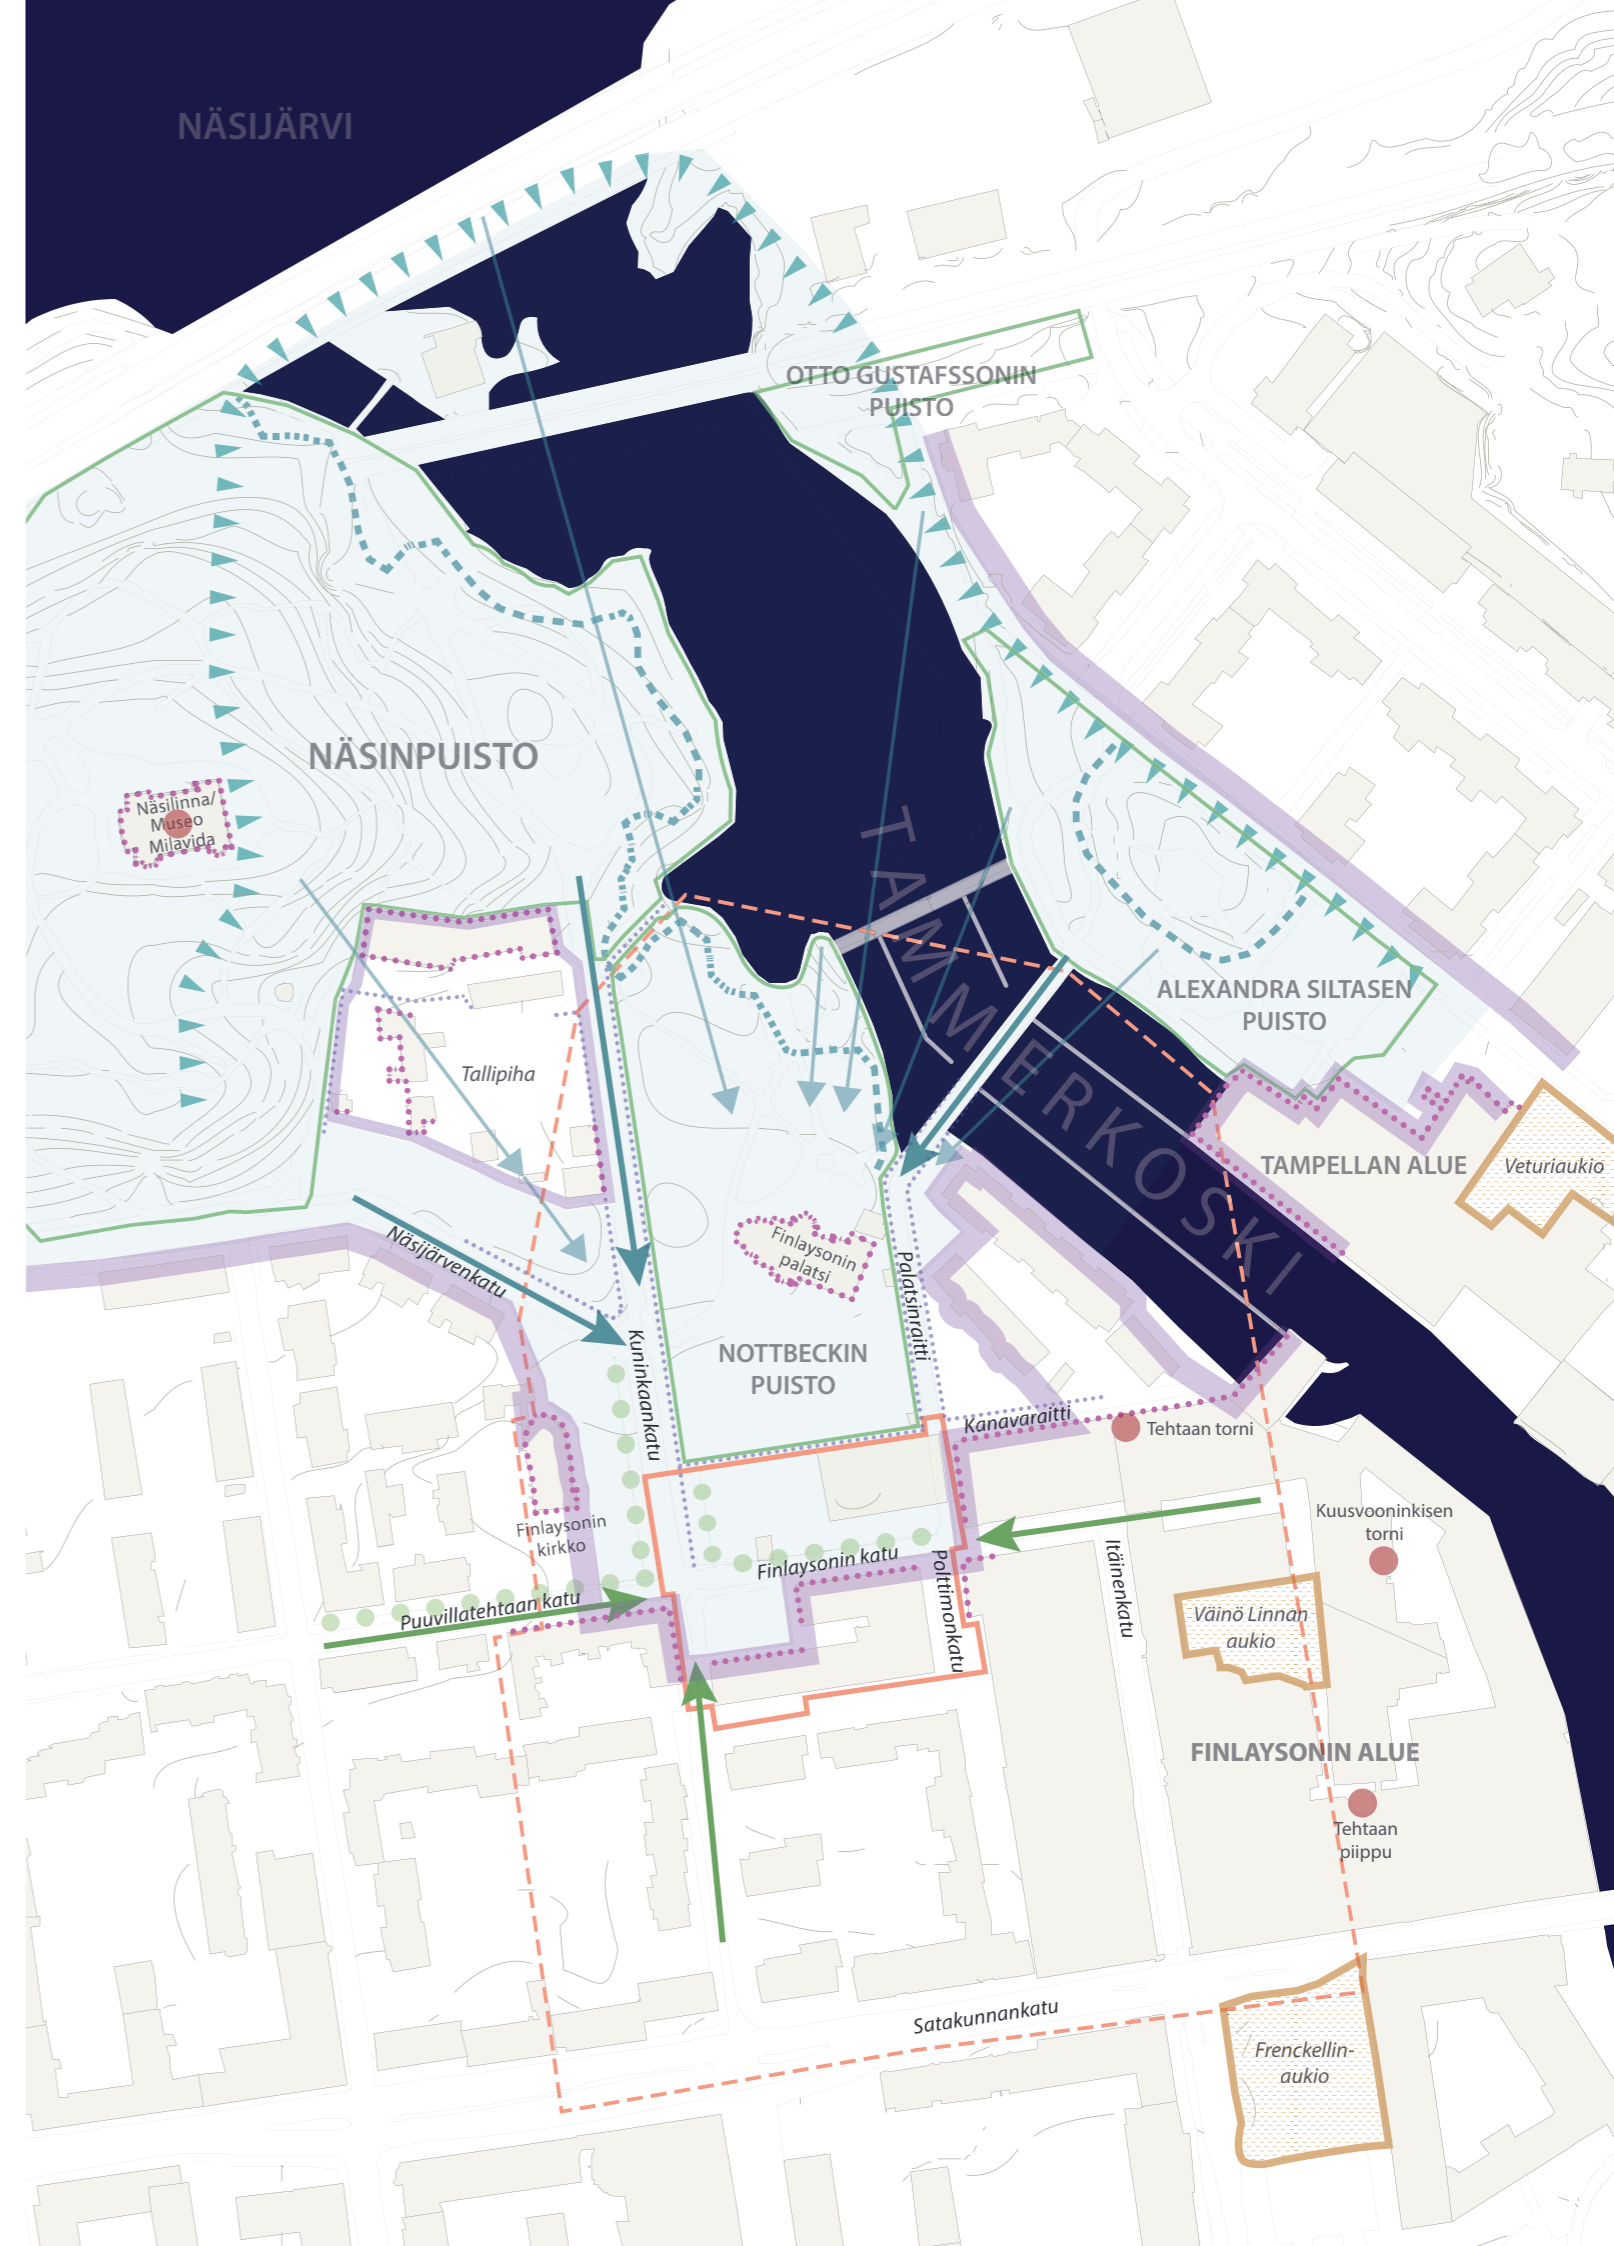 NÄSIJÄRVI
OTTO GUSTAFSSONIN
PUISTO
NÄSINPUISTO
Näsilinna/
Museo
Milavida
TAMMERKOSKI
ALEXANDRA SILTASEN
PUISTO
Tallipiha
TAMPELLAN ALUE
Veturiaukio
Näsijärvenkatu
Finlaysonin
palatsi
Palatsinraitti
Kuninkaankatu
NOTTBECKIN
PUISTO
Kanavaraitti
Tehtaan torni
Kuusvooninkisen
torni
Finlaysonin
kirkko
Finlaysonin katu
Polttimonkatu
Itäinenkatu
Puuvillatehtaan katu
Väinö Linnan
aukio
FINLAYSONIN ALUE
Tehtaan
piippu
Satakunnankatu
Frenckellin-
aukio